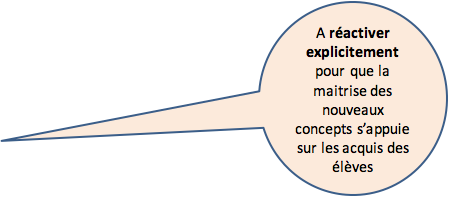 A réactiver
explicitement
pour que la
maitrise des
nouveaux
concepts s'appuie
sur les acquis des
élèves